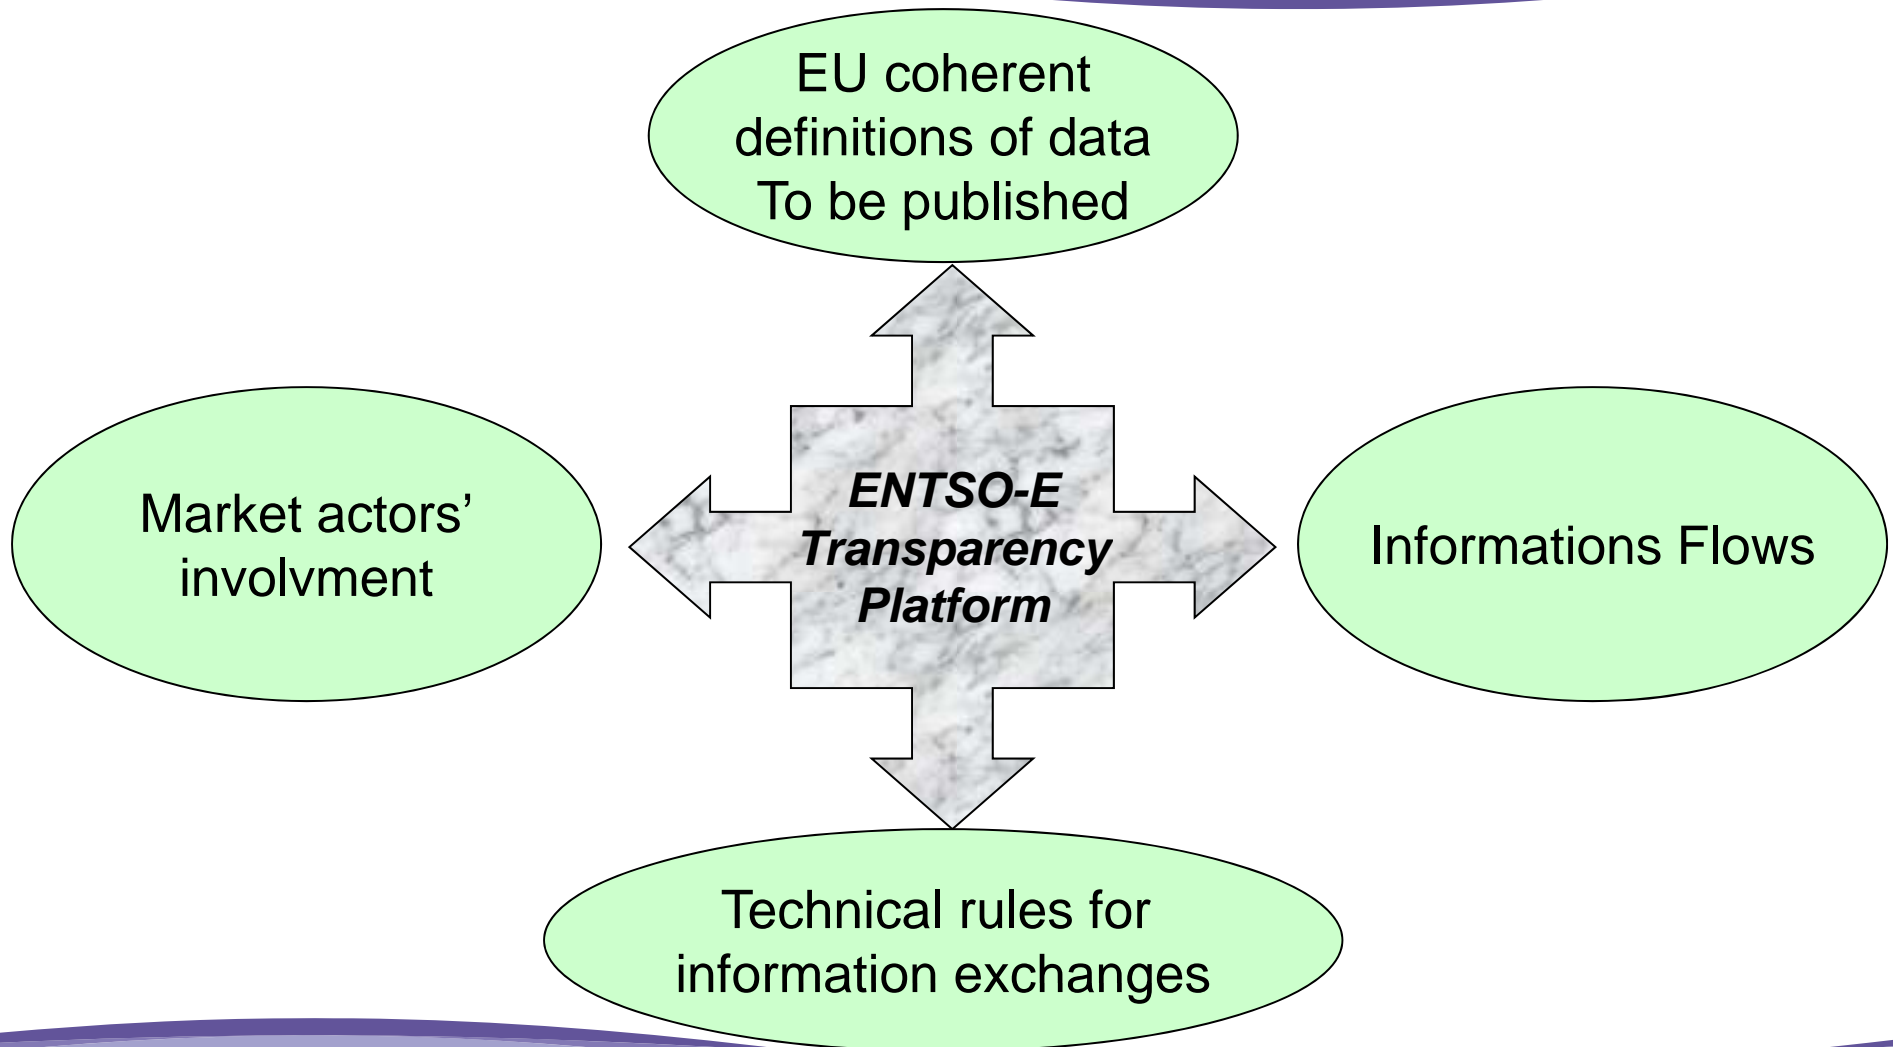 EU coherent
definitions of data
To be published
Market actors’
involvment
ENTSO-E
Transparency
Platform
Informations Flows
Technical rules for
information exchanges